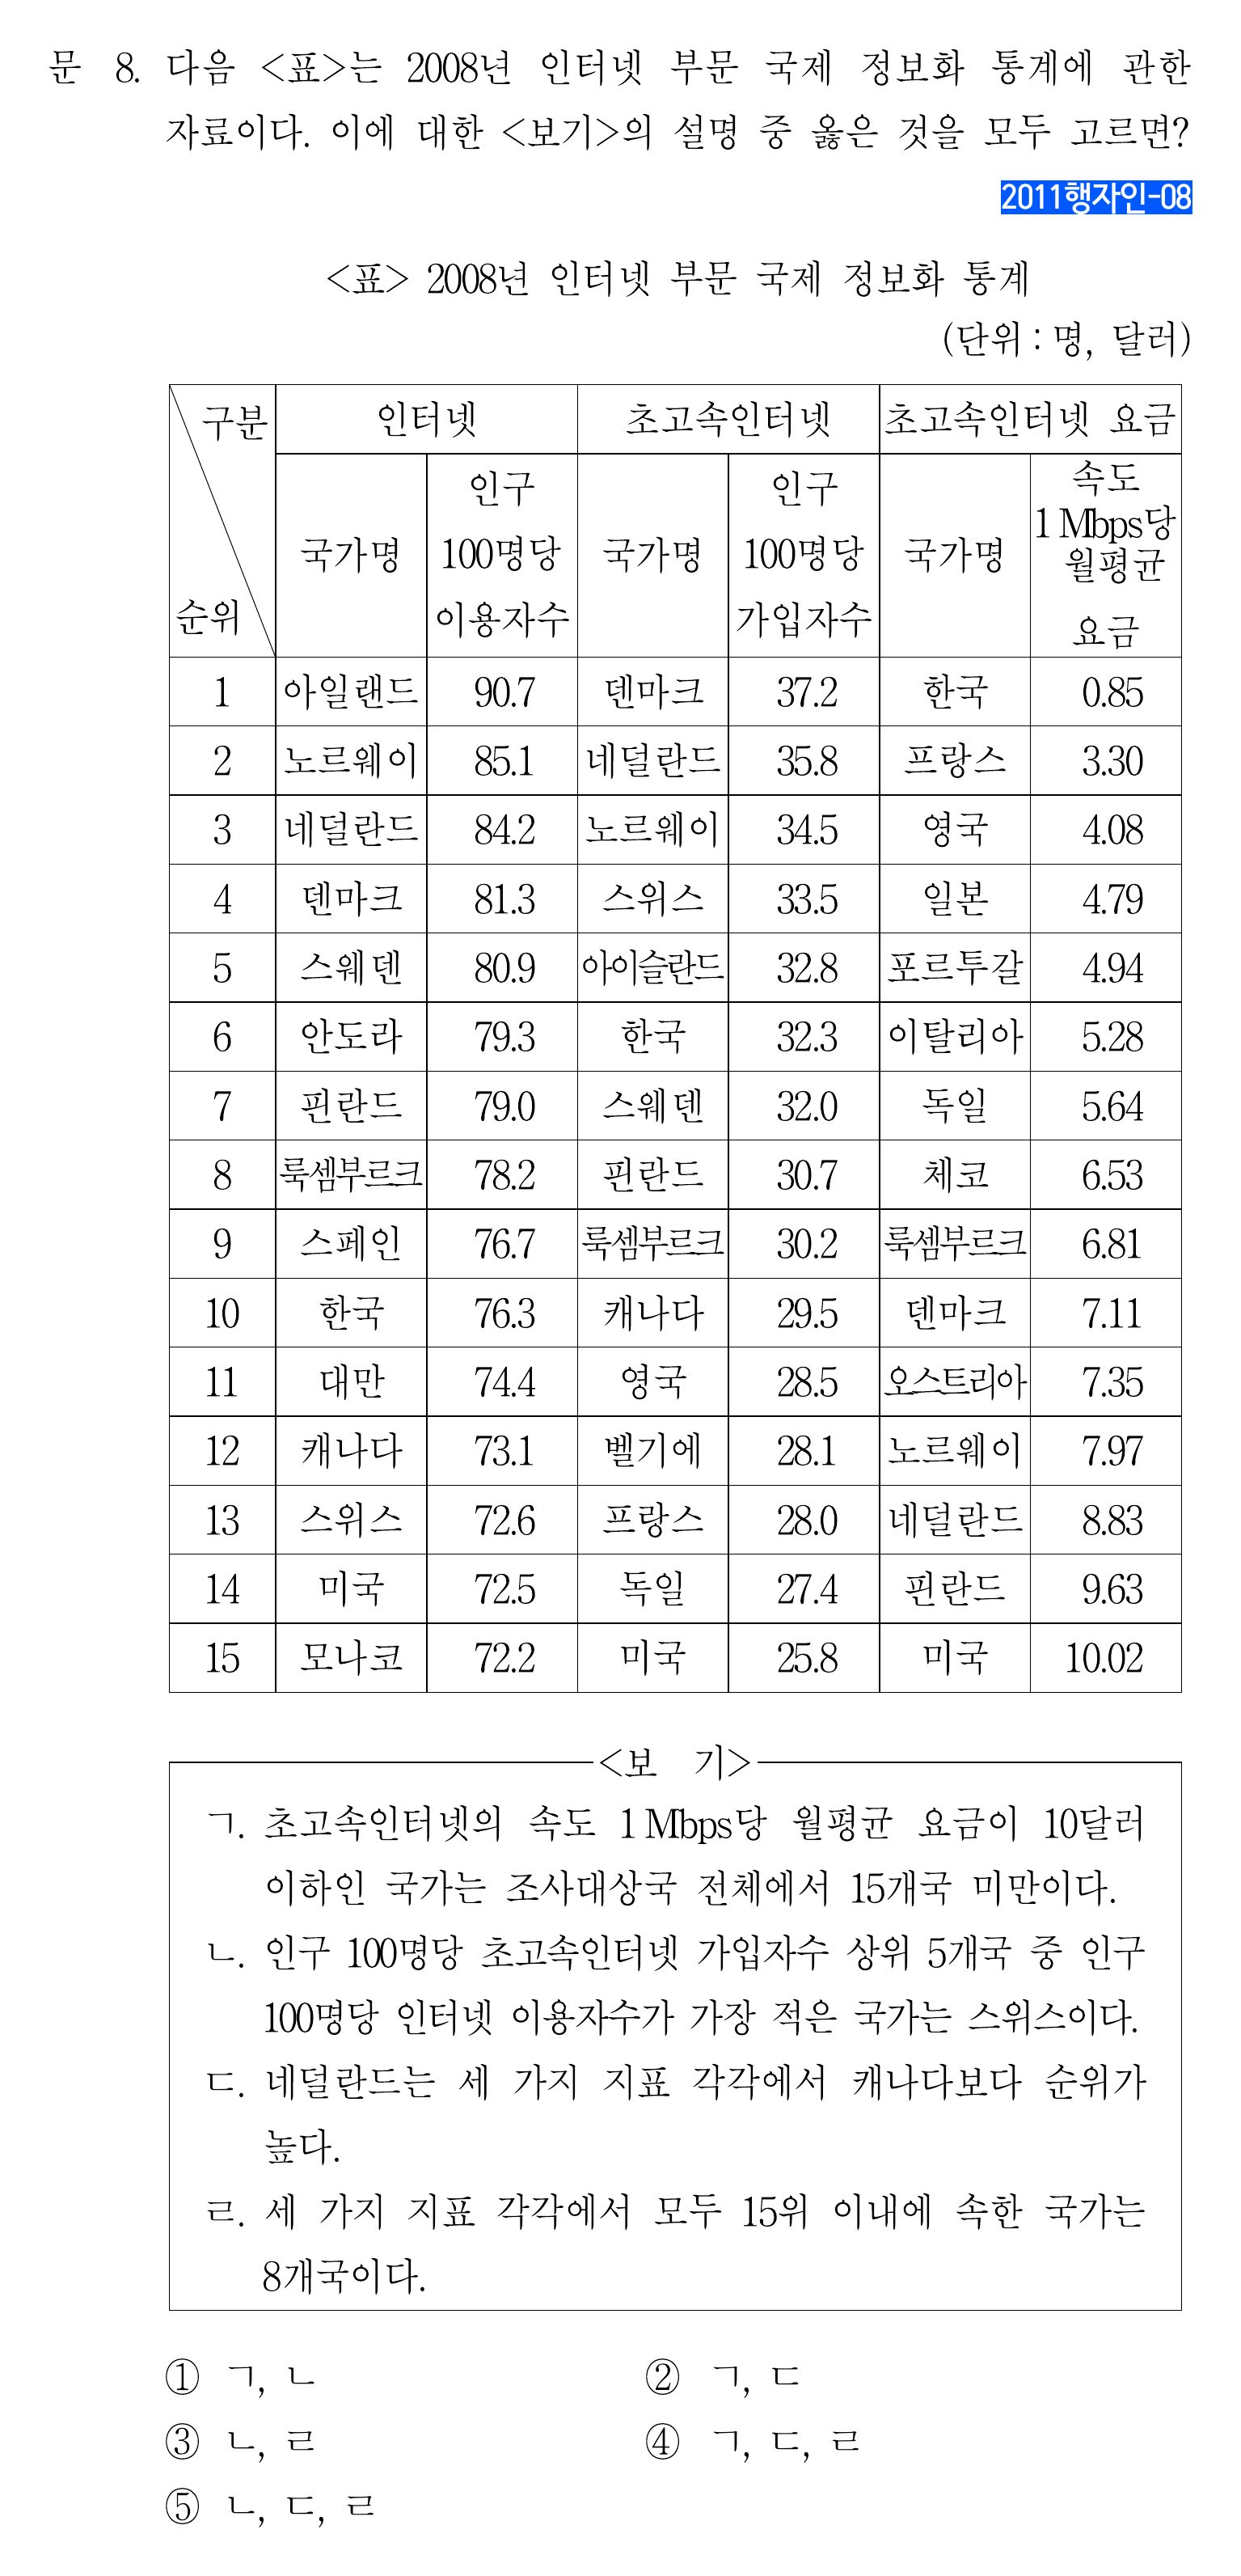 문 8. 다음 <표>는 2008년 인터넷 부문 국제 정보화 통계에 관한
자료이다. 이에 대한 <보기>의 설명 중 옳은 것을 모두 고르면?
2011행자인-08
<표> 2008년 인터넷 부문 국제 정보화 통계
(단위 : 명, 달러)
구분 인터넷 초고속인터넷 초고속인터넷 요금
순위 국가명 인구 100명당 이용자수 국가명 인구 100명당 가입자수 국가명 속도 1 Mbps당 월평균 요금
1 아일랜드 90.7 덴마크 37.2 한국 0.85
2 노르웨이 85.1 네덜란드 35.8 프랑스 3.30
3 네덜란드 84.2 노르웨이 34.5 영국 4.08
4 덴마크 81.3 스위스 33.5 일본 4.79
5 스웨덴 80.9 아이슬란드 32.8 포르투갈 4.94
6 안도라 79.3 한국 32.3 이탈리아 5.28
7 핀란드 79.0 스웨덴 32.0 독일 5.64
8 룩셈부르크 78.2 핀란드 30.7 체코 6.53
9 스페인 76.7 룩셈부르크 30.2 룩셈부르크 6.81
10 한국 76.3 캐나다 29.5 덴마크 7.11
11 대만 74.4 영국 28.5 오스트리아 7.35
12 캐나다 73.1 벨기에 28.1 노르웨이 7.97
13 스위스 72.6 프랑스 28.0 네덜란드 8.83
14 미국 72.5 독일 27.4 핀란드 9.63
15 모나코 72.2 미국 25.8 미국 10.02
<보 기>
ㄱ. 초고속인터넷의 속도 1 Mbps당 월평균 요금이 10달러
이하인 국가는 조사대상국 전체에서 15개국 미만이다.
ㄴ. 인구 100명당 초고속인터넷 가입자수 상위 5개국 중 인구
100명당 인터넷 이용자수가 가장 적은 국가는 스위스이다.
ㄷ. 네덜란드는 세 가지 지표 각각에서 캐나다보다 순위가
높다.
ㄹ. 세 가지 지표 각각에서 모두 15위 이내에 속한 국가는
8개국이다.
① ㄱ, ㄴ ② ㄱ, ㄷ
③ ㄴ, ㄹ ④ ㄱ, ㄷ, ㄹ
⑤ ㄴ, ㄷ, ㄹ